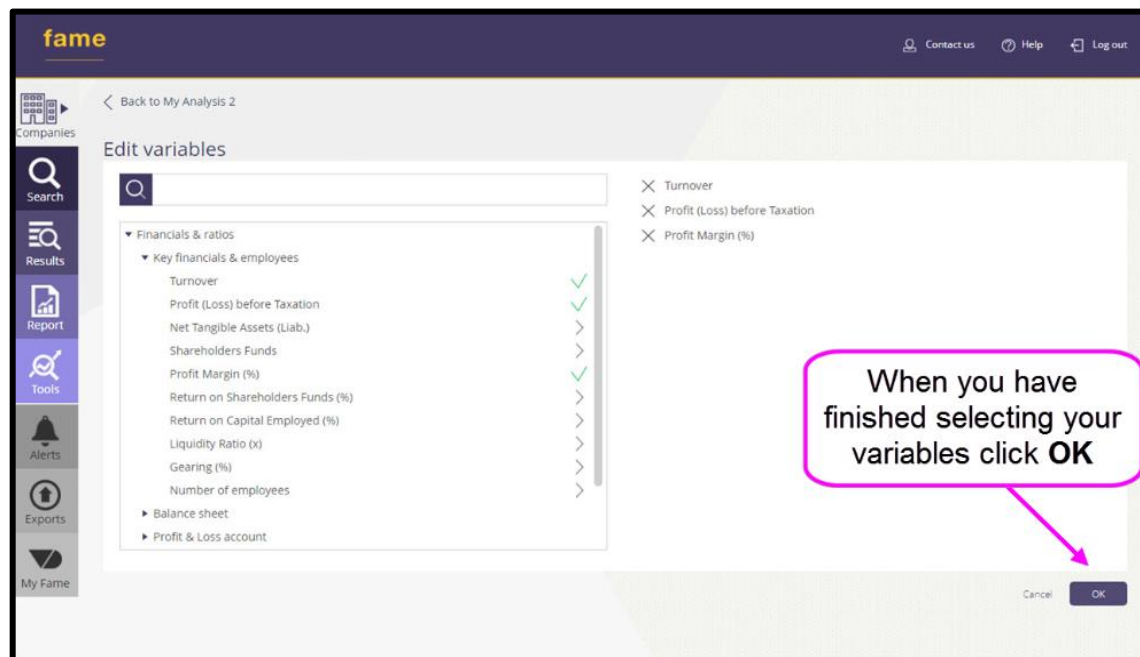 fame
Contact us
Help
Log out
Companies
Search
Results
Report
Tools
Alerts
Exports
My Fame
Back to My Analysis 2
Edit variables
Financials & ratios
Key financials & employees
Turnover
Profit (Loss) before Taxation
Net Tangible Assets (Liab.)
Shareholders Funds
Profit Margin (%)
Return on Shareholders Funds (%)
Return on Capital Employed (%)
Liquidity Ratio (x)
Gearing (%)
Number of employees
Balance sheet
Profit & Loss account
Turnover
Profit (Loss) before Taxation
Profit Margin (%)
When you have
finished selecting your
variables click OK
Cancel
OK